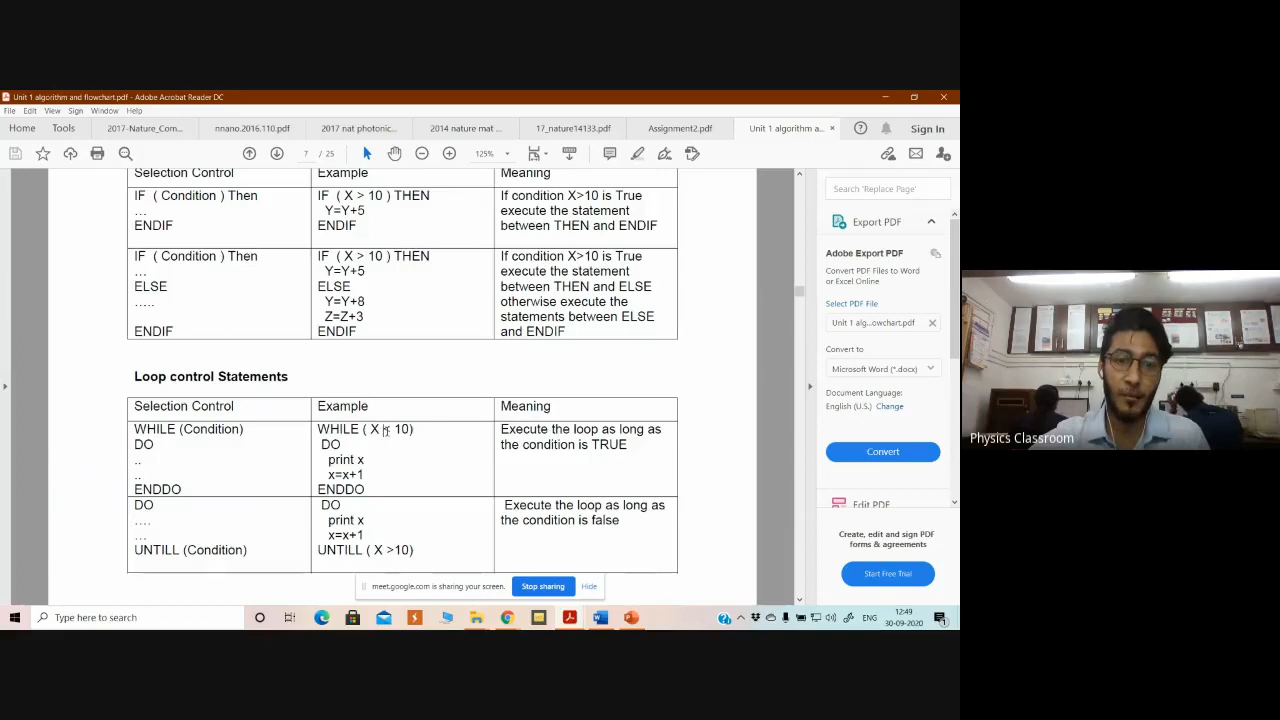 Unit 1 algorithm and flowchart.pdf - Adobe Acrobat Reader DC
File Edit View Sign Window Help
Home Tools 2017-Nature_Com... nnano.2016.110.pdf 2017 nat photonic... 2014 nature mat ... 17_nature14133.pdf Assignment2.pdf Unit 1 algorithm a... × Sign In
7 / 25 125%
Selection Control Example Meaning
IF ( Condition ) Then IF ( X > 10 ) THEN If condition X>10 is True
… Y=Y+5 execute the statement
ENDIF ENDIF between THEN and ENDIF
IF ( Condition ) Then IF ( X > 10 ) THEN If condition X>10 is True
… Y=Y+5 execute the statement
ELSE ELSE between THEN and ELSE
….. Y=Y+8 otherwise execute the
Z=Z+3 statements between ELSE
ENDIF ENDIF and ENDIF
Loop control Statements
Selection Control Example Meaning
WHILE (Condition) WHILE ( X < 10) Execute the loop as long as
DO DO the condition is TRUE
.. print x
.. x=x+1
ENDDO ENDDO
DO DO Execute the loop as long as
…. print x the condition is false
… x=x+1
UNTILL (Condition) UNTILL ( X >10)
Search 'Replace Page'
Export PDF
Adobe Export PDF
Convert PDF Files to Word
or Excel Online
Select PDF File
Unit 1 alg...owchart.pdf ×
Convert to
Microsoft Word (*.docx)
Document Language:
English (U.S.) Change
Convert
Edit PDF
Create, edit and sign PDF
forms & agreements
Start Free Trial
meet.google.com is sharing your screen. Stop sharing Hide
Type here to search
ENG 12:49
30-09-2020
Physics Classroom